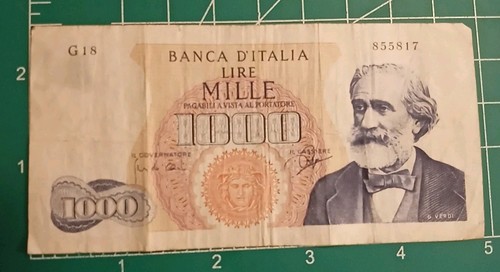 G 18
BANCA D'ITALIA
855817
LIRE
MILLE
PAGABILI A VISTA AL PORTATORE
1000
IL GOVERNATORE
IL CASSIERE
1000
G. VERDI
2
1
1
2
3
4
5